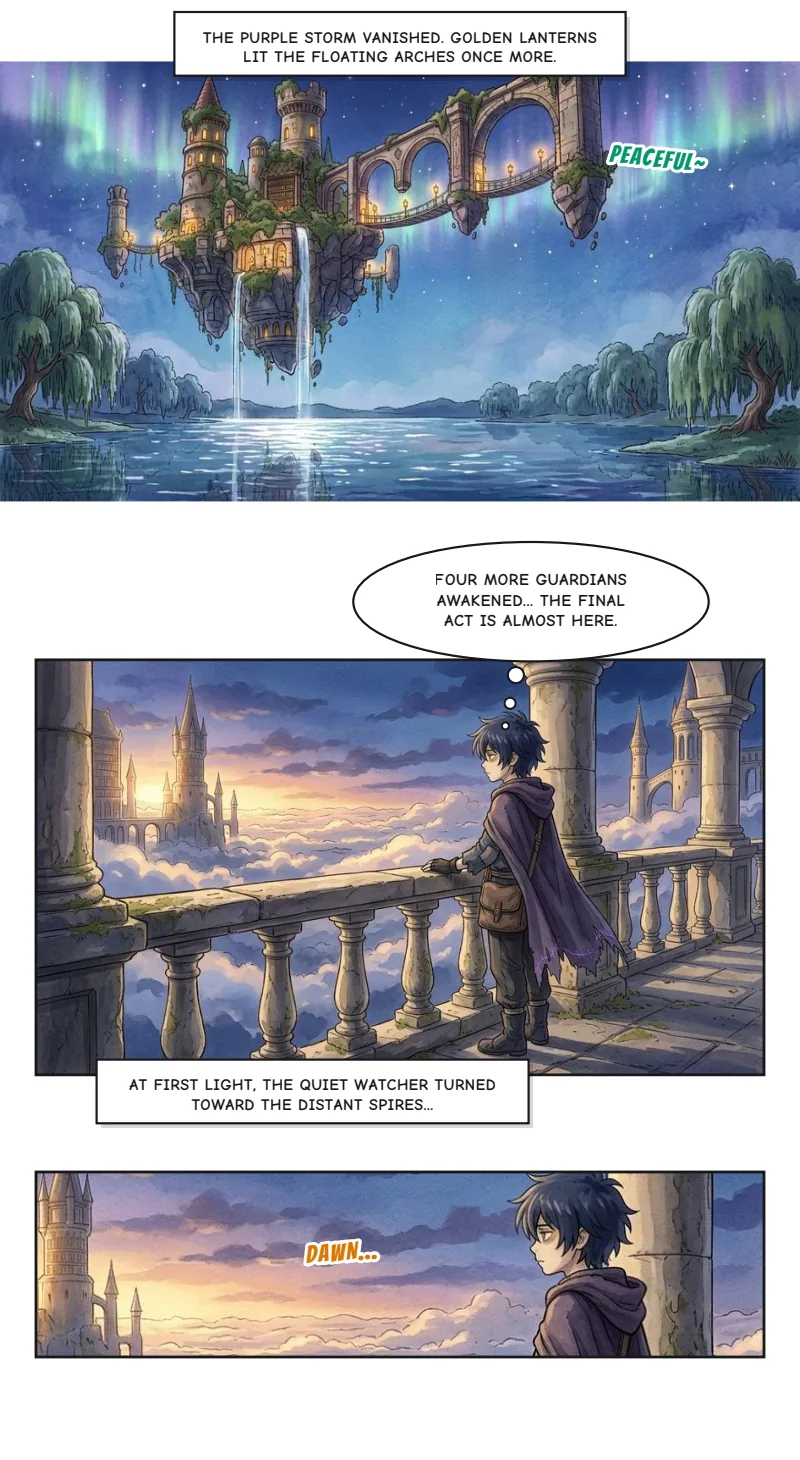 THE PURPLE STORM VANISHED. GOLDEN LANTERNS
LIT THE FLOATING ARCHES ONCE MORE.
PEACEFUL~
FOUR MORE GUARDIANS
AWAKENED... THE FINAL
ACT IS ALMOST HERE.
AT FIRST LIGHT, THE QUIET WATCHER TURNED
TOWARD THE DISTANT SPIRES...
DAWN...